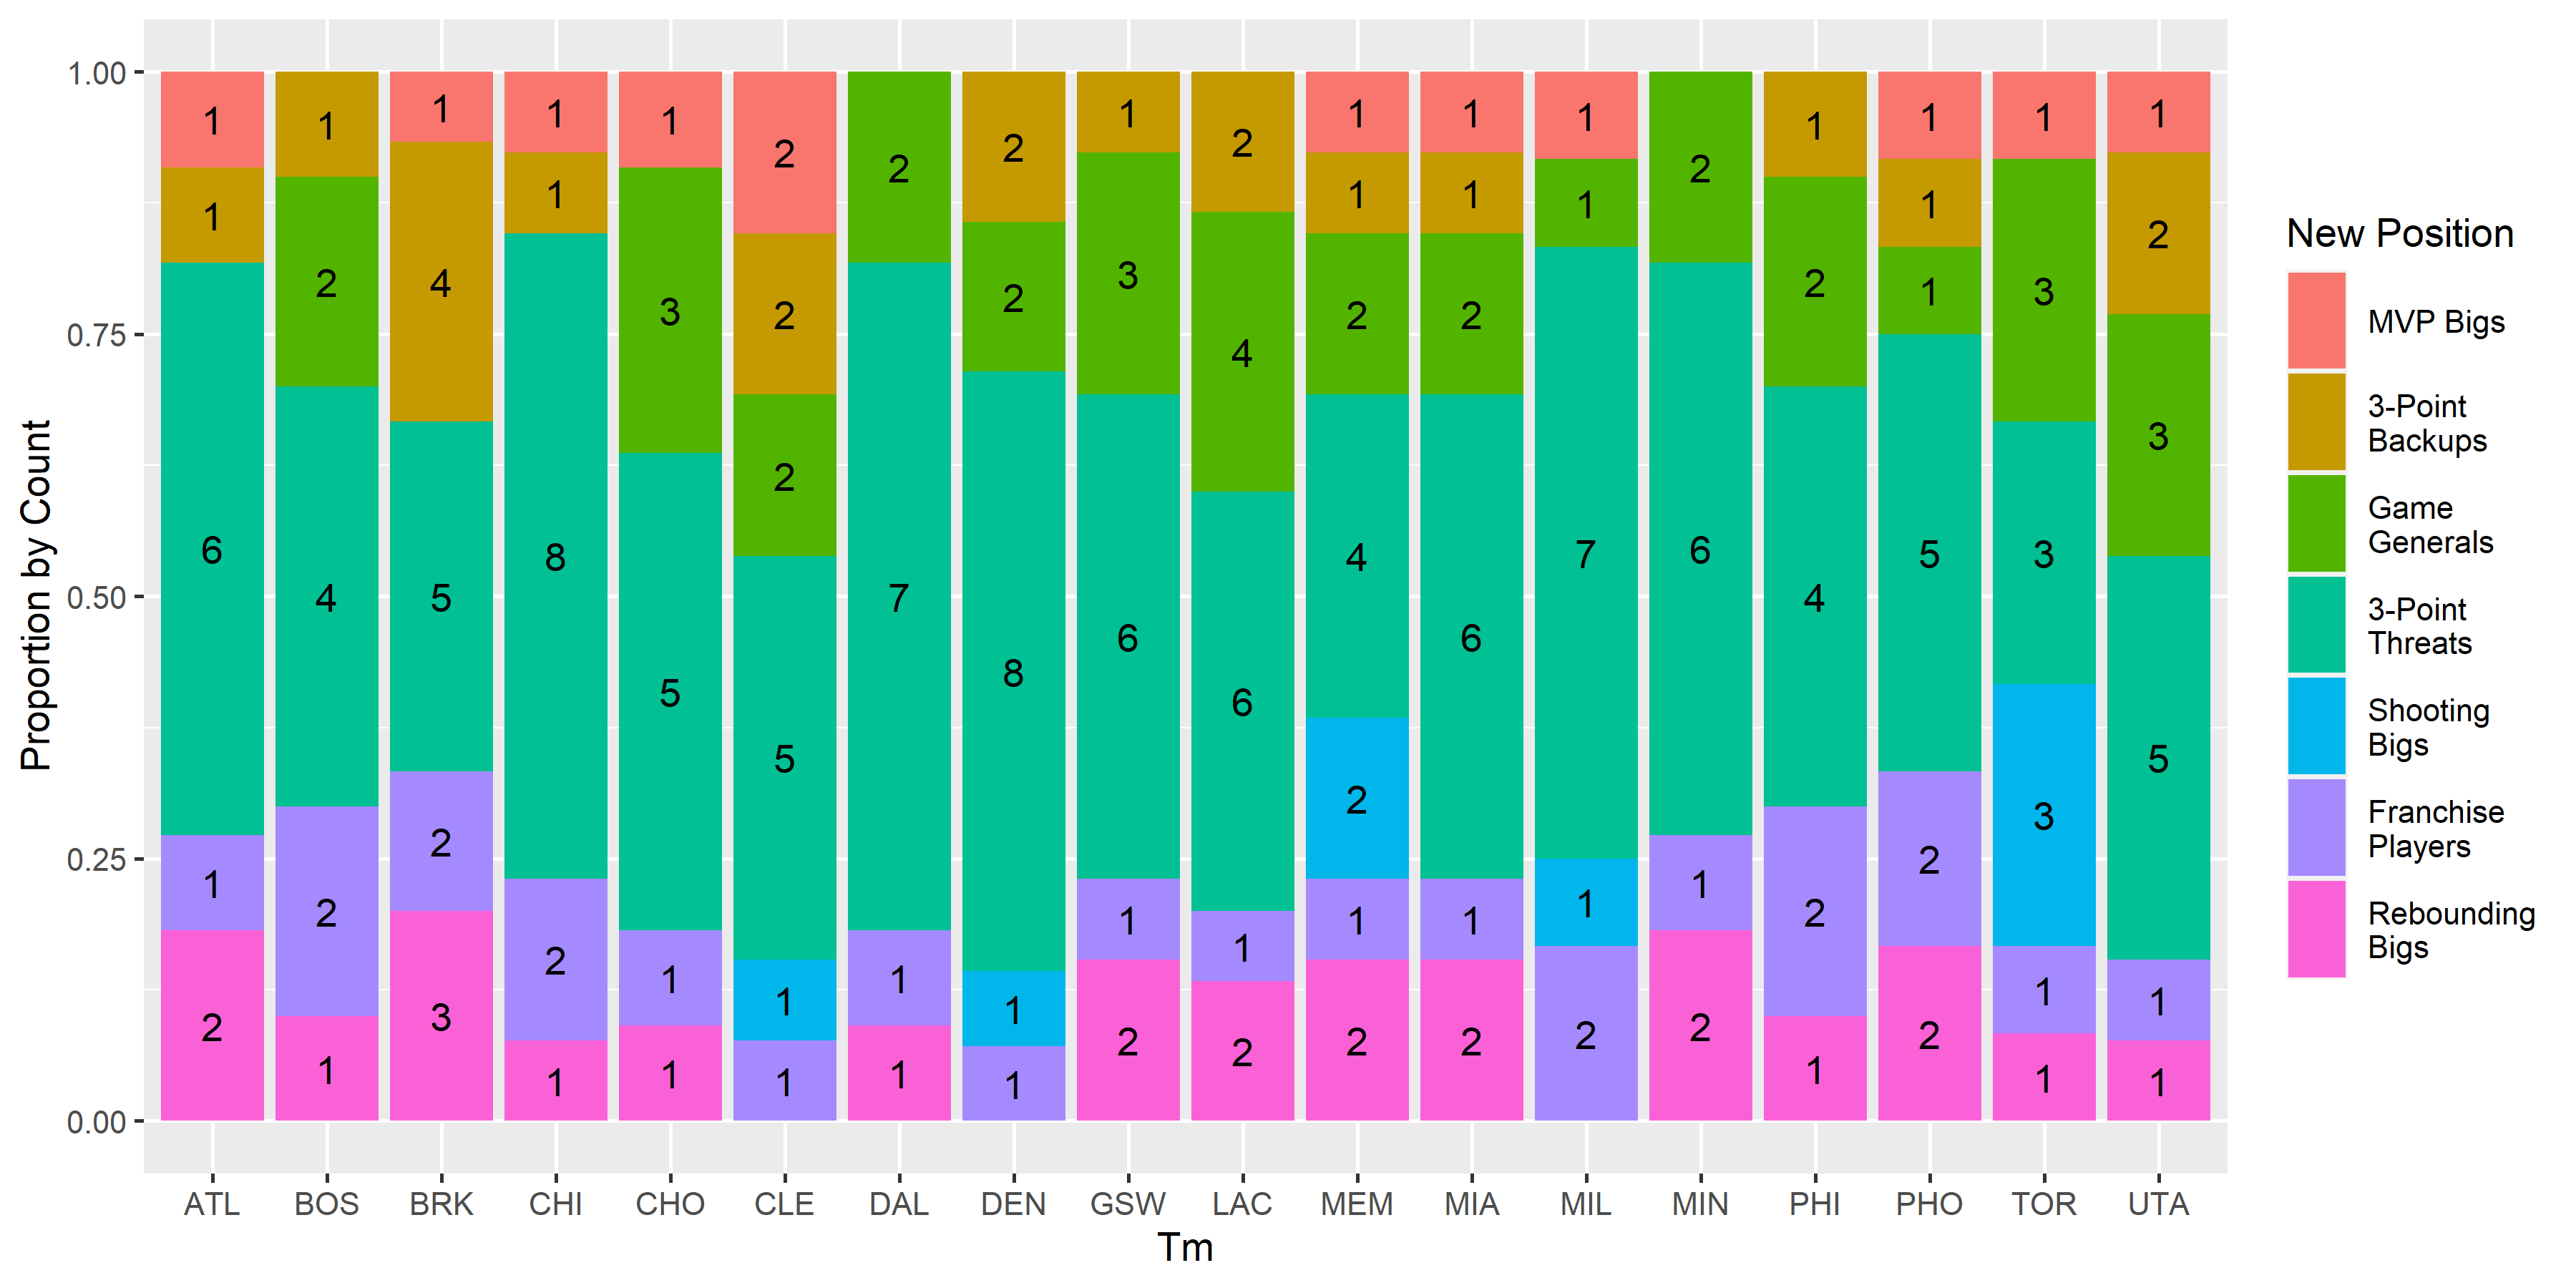 1.00
0.75
0.50
0.25
0.00
Proportion by Count
1 1 6 1 2
1 2 4 2 1
1 4 5 2 3
1 1 8 2 1
1 3 5 1 1
2 2 2 5 1 1
2 7 1 1
2 2 8 1 1
1 3 6 1 2
2 4 6 1 2
1 1 2 4 2 1 2
1 1 2 6 1 2
1 1 7 1 2
2 6 1 2
1 2 4 2 1
1 1 1 5 2 2
1 3 3 3 1 1
1 2 3 5 1 1
ATL BOS BRK CHI CHO CLE DAL DEN GSW LAC MEM MIA MIL MIN PHI PHO TOR UTA
Tm
New Position
MVP Bigs
3-Point
Backups
Game
Generals
3-Point
Threats
Shooting
Bigs
Franchise
Players
Rebounding
Bigs